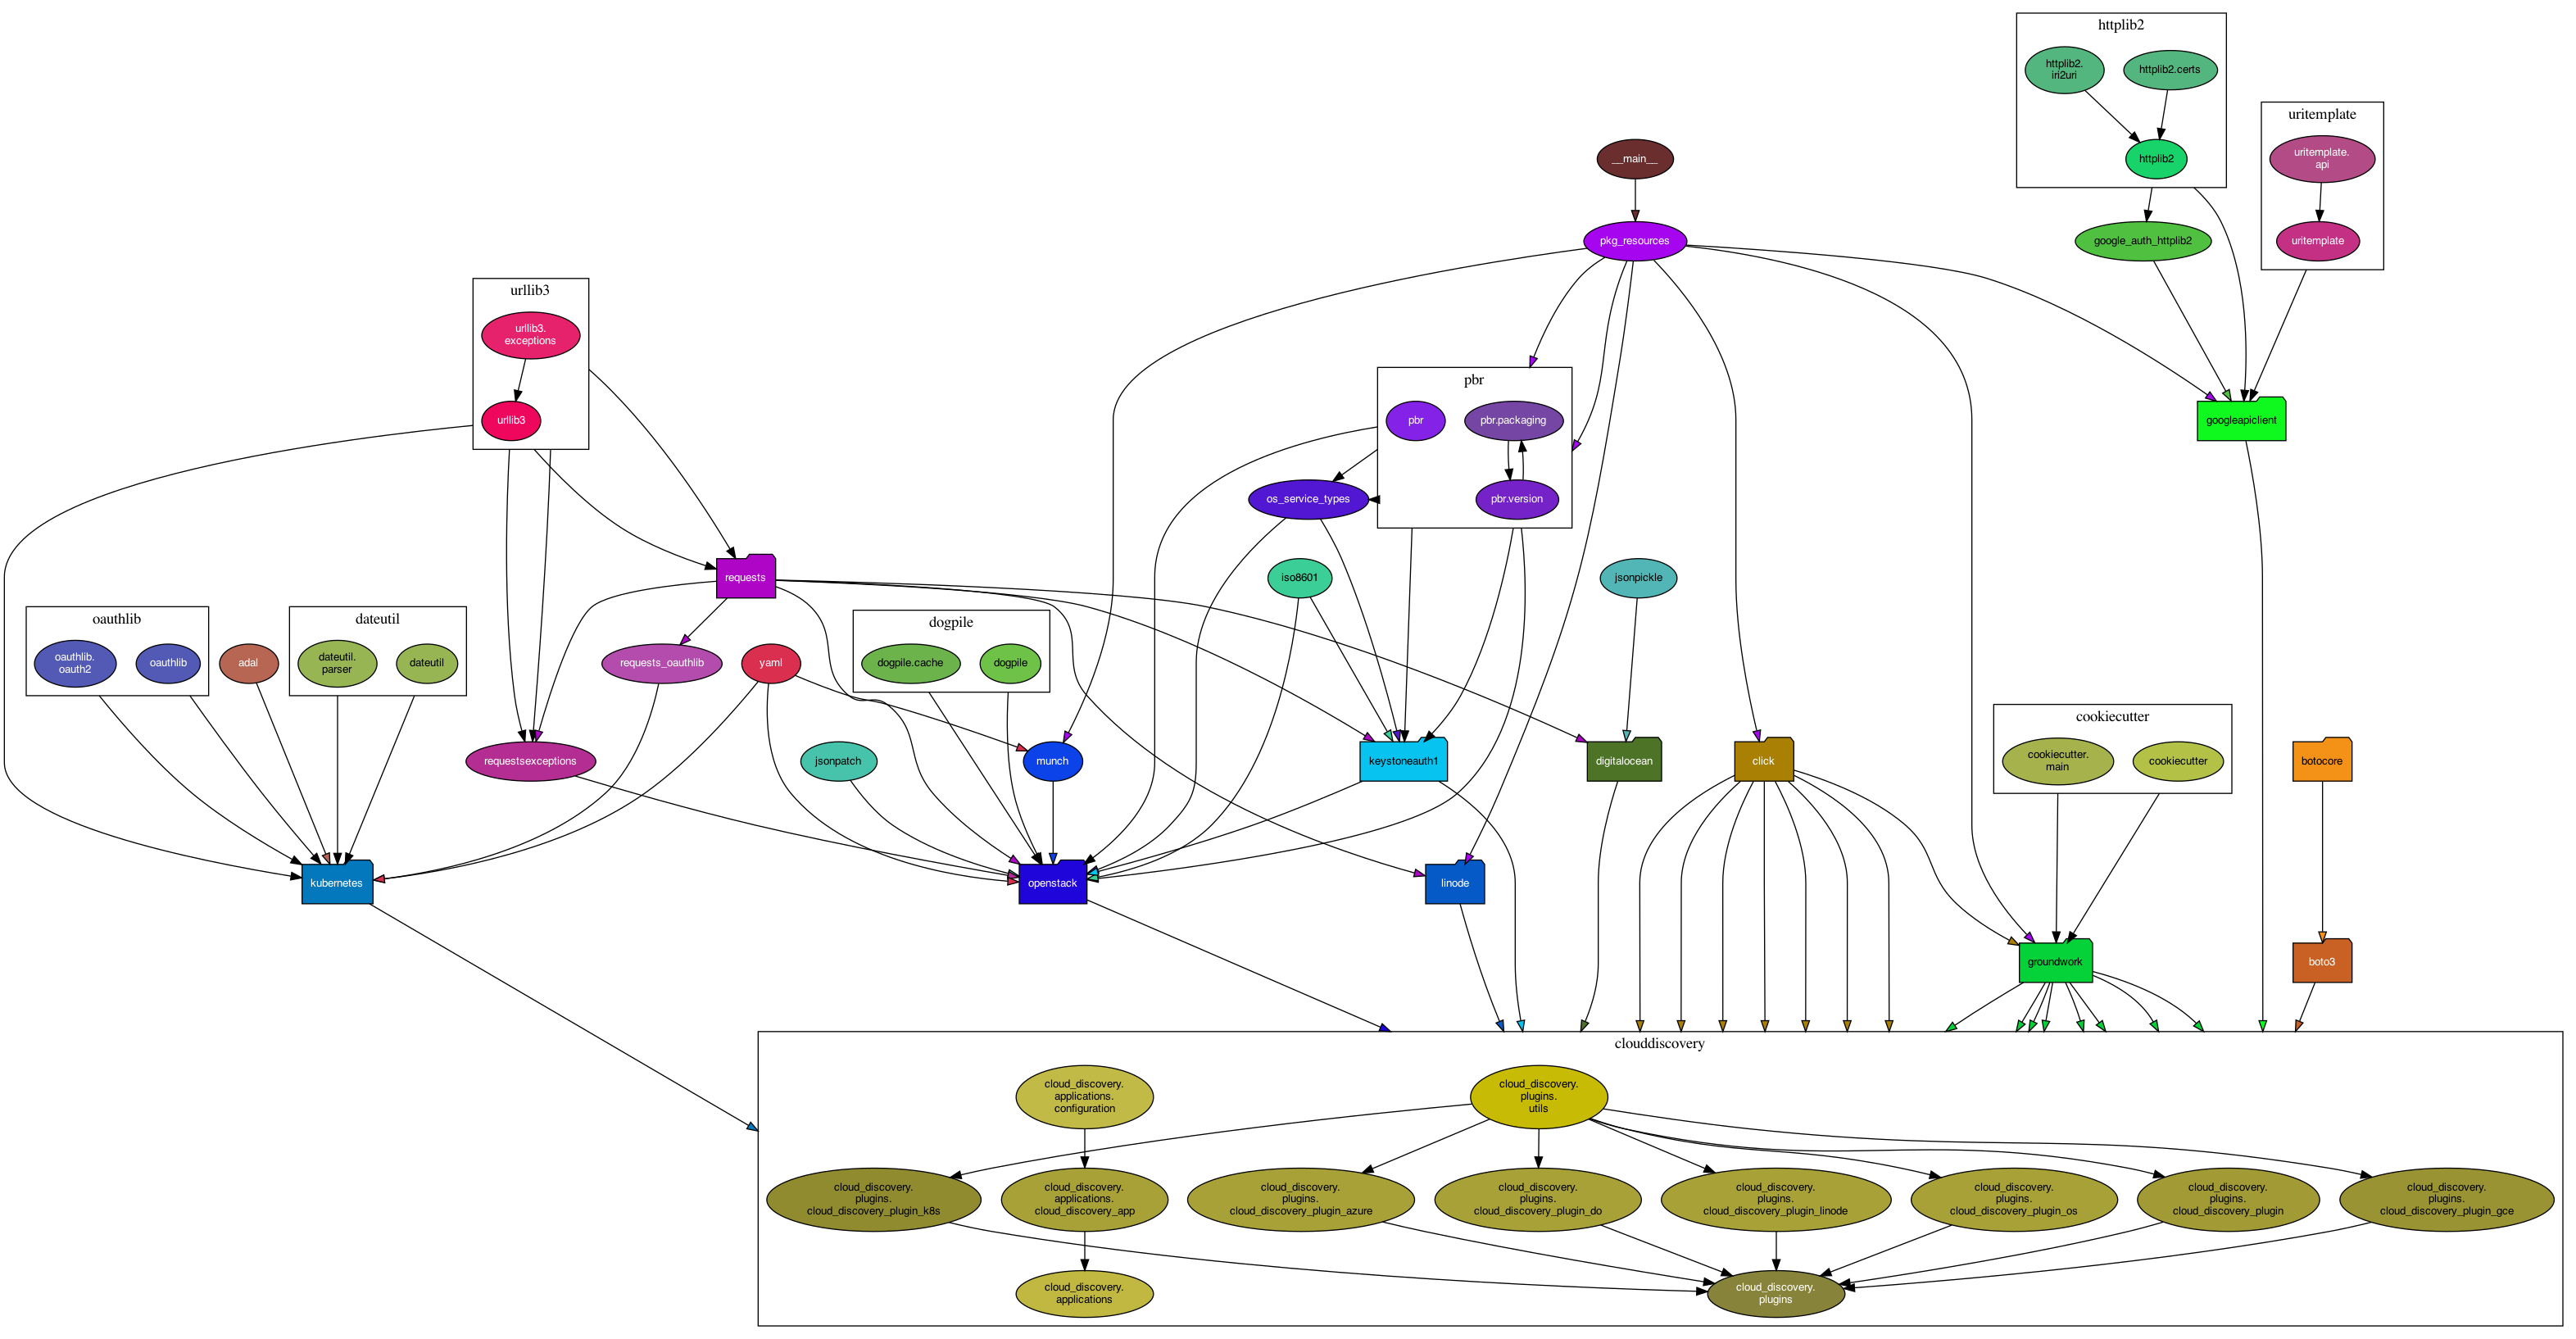 httplib2
httplib2.
iri2uri
httplib2.certs
httplib2
uritemplate
uritemplate.
api
uritemplate
__main__
pkg_resources
google_auth_httplib2
urllib3
urllib3.
exceptions
urllib3
pbr
pbr
pbr.packaging
pbr.version
googleapiclient
os_service_types
requests
iso8601
jsonpickle
oauthlib
oauthlib.
oauth2
oauthlib
adal
dateutil
dateutil.
parser
dateutil
requests_oauthlib
yaml
dogpile
dogpile.cache
dogpile
cookiecutter
cookiecutter.
main
cookiecutter
requestsexceptions
jsonpatch
munch
keystoneauth1
digitalocean
click
botocore
kubernetes
openstack
linode
groundwork
boto3
clouddiscovery
cloud_discovery.
applications.
configuration
cloud_discovery.
plugins.
utils
cloud_discovery.
plugins.
cloud_discovery_plugin_k8s
cloud_discovery.
applications.
cloud_discovery_app
cloud_discovery.
plugins.
cloud_discovery_plugin_azure
cloud_discovery.
plugins.
cloud_discovery_plugin_do
cloud_discovery.
plugins.
cloud_discovery_plugin_linode
cloud_discovery.
plugins.
cloud_discovery_plugin_os
cloud_discovery.
plugins.
cloud_discovery_plugin
cloud_discovery.
plugins.
cloud_discovery_plugin_gce
cloud_discovery.
applications
cloud_discovery.
plugins